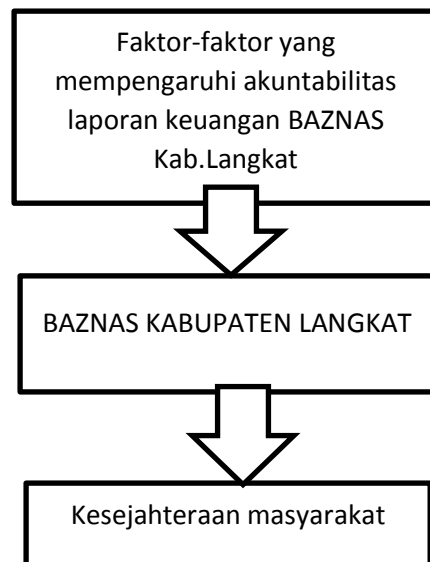 Faktor-faktor yang
mempengaruhi akuntabilitas
laporan keuangan BAZNAS
Kab.Langkat
BAZNAS KABUPATEN LANGKAT
Kesejahteraan masyarakat